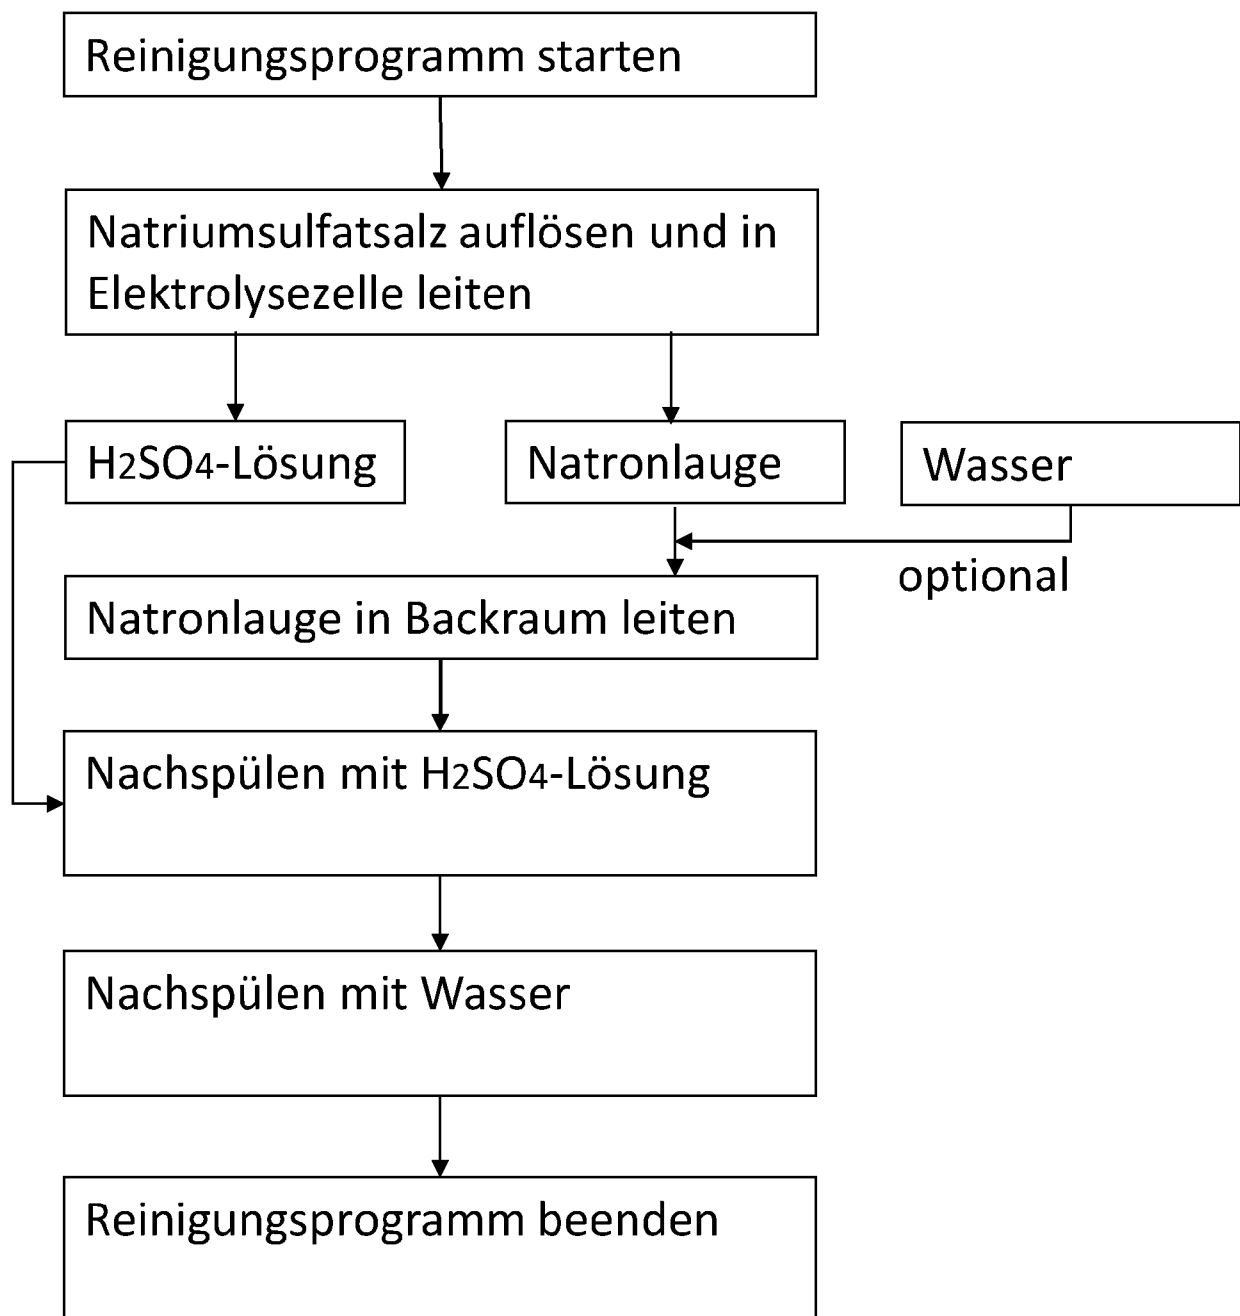 Reinigungsprogramm starten
Natriumsulfatsalz auflösen und in
Elektrolysezelle leiten
H2SO4-Lösung
Natronlauge
Wasser
optional
Natronlauge in Backraum leiten
Nachspülen mit H2SO4-Lösung
Nachspülen mit Wasser
Reinigungsprogramm beenden